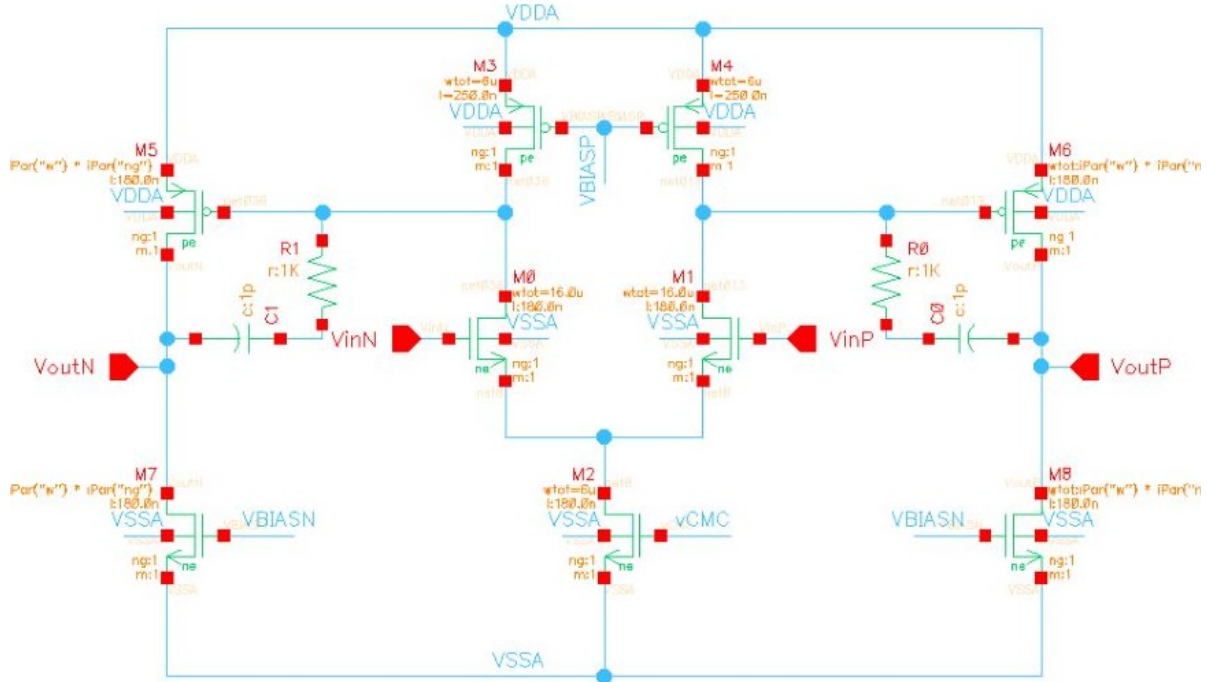 VDDA
M3
wtot=6u
l=250.0n
VDDA
ng:1
m:1
pe
M4
wtot=6u
l=250.0n
VDDA
ng:1
m:1
pe
VBIASP
M5
iPar("w") * iPar("ng")
l:180.0n
VDDA
ng:1
m:1
pe
M6
wtot:iPar("w") * iPar("n
l:180.0n
VDDA
ng:1
m:1
pe
R1
r:1K
C1
c:1p
R0
r:1K
C0
c:1p
M0
wtot=16.0u
l:180.0n
VSSA
ng:1
m:1
ne
M1
wtot=16.0u
l:180.0n
VSSA
ng:1
m:1
ne
VinN
VinP
VoutN
VoutP
M7
iPar("w") * iPar("ng")
l:180.0n
VSSA
VBIASN
ng:1
m:1
ne
M2
wtot=6u
l:180.0n
VSSA
vCMC
ng:1
m:1
ne
M8
wtot:iPar("w") * iPar("n
l:180.0n
VBIASN
VSSA
ng:1
m:1
ne
VSSA